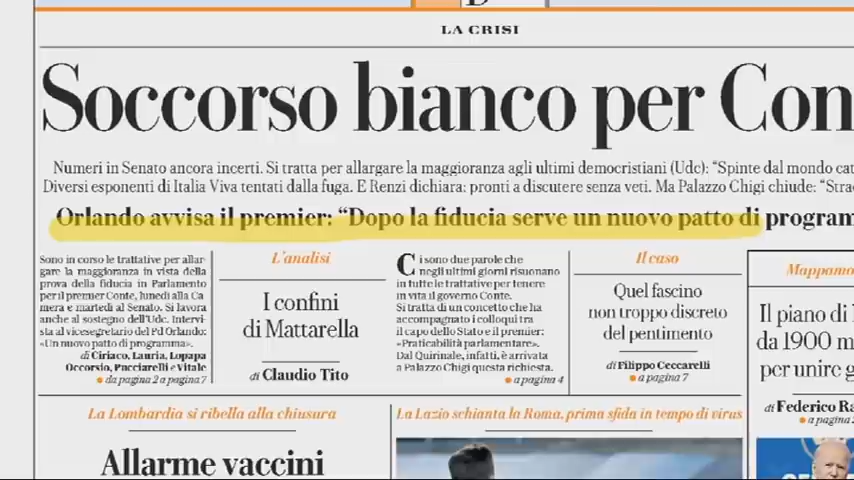 LA CRISI
Soccorso bianco per Con
Numeri in Senato ancora incerti. Si tratta per allargare la maggioranza agli ultimi democristiani (Udc): “Spinte dal mondo cat
Diversi esponenti di Italia Viva tentati dalla fuga. E Renzi dichiara: pronti a discutere senza veti. Ma Palazzo Chigi chiude: “Stra
Orlando avvisa il premier: “Dopo la fiducia serve un nuovo patto di program
Sono in corso le trattative per allar-
gare la maggioranza in vista della
prova della fiducia in Parlamento
per il premier Conte, lunedì alla Ca-
mera e martedì al Senato. Si lavora
anche al sostegno dell'Udc. Intervi-
sta al vicesegretario del Pd Orlando:
«Un nuovo patto di programma».
di Ciriaco, Lauria, Lopapa
Occorsio, Pucciarelli e Vitale
da pagina 2 a pagina 7
L'analisi
I confini
di Mattarella
di Claudio Tito
Ci sono due parole che
negli ultimi giorni risuonano
in tutte le trattative per tenere
in vita il governo Conte.
Si tratta di un concetto che ha
accompagnato i colloqui tra
il capo dello Stato e il premier:
«Praticabilità parlamentare».
Dal Quirinale, infatti, è arrivata
a Palazzo Chigi questa richiesta.
a pagina 4
Il caso
Quel fascino
non troppo discreto
del pentimento
di Filippo Ceccarelli
a pagina 7
Mappamo
Il piano di
da 1900 m
per unire g
di Federico Ra
a pagina
La Lombardia si ribella alla chiusura
Allarme vaccini
La Lazio schianta la Roma, prima sfida in tempo di virus